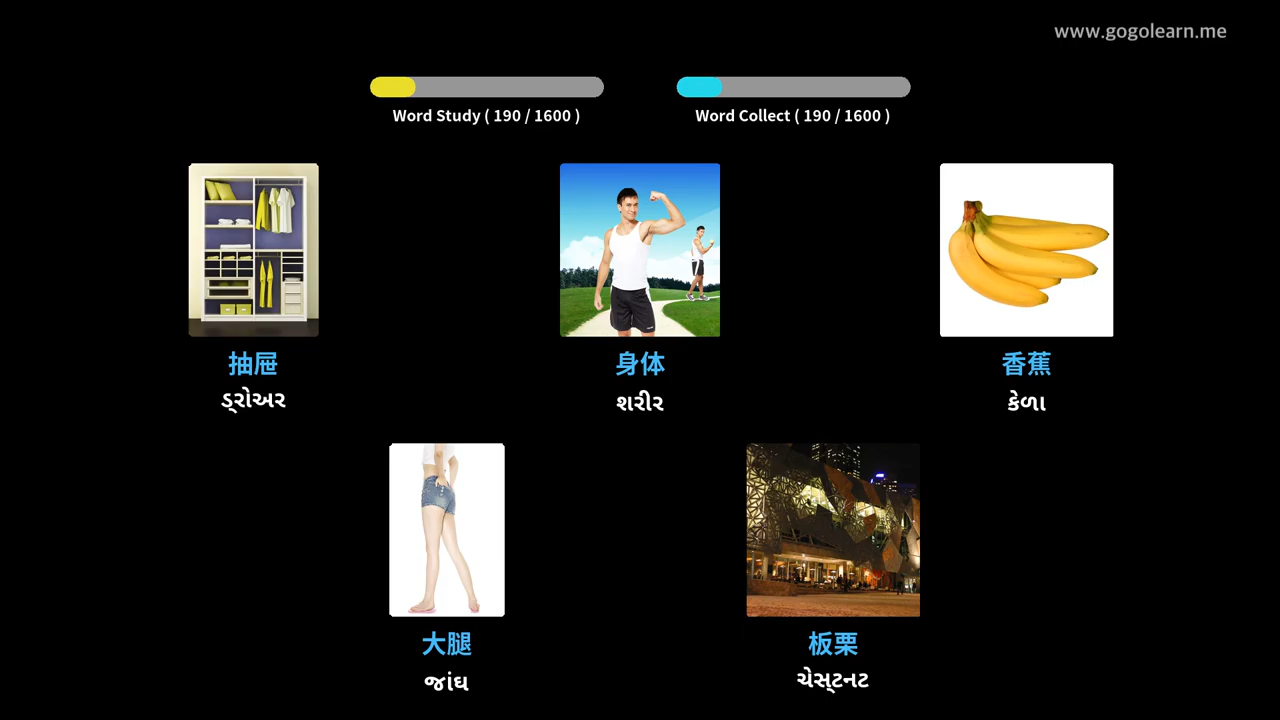 www.gogolearn.me
Word Study ( 190 / 1600 )
Word Collect ( 190 / 1600 )
抽屉
ડ્રોઅર
身体
શરીર
香蕉
કેળા
大腿
જાંઘ
板栗
ચેસ્ટનટ